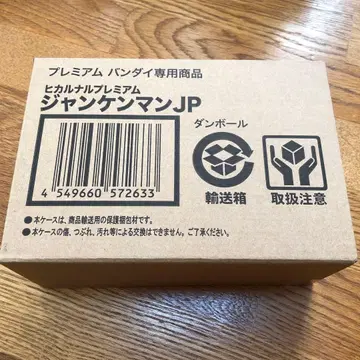 プレミアム バンダイ専用商品
ヒカルナルプレミアム
ジャンケンマンJP
ダンボール
4 549660 572633
輸送箱
取扱注意
●本ケースは、商品輸送用の保護梱包材です。
●本ケースの傷、つぶれ、汚れ等による交換はできません。ご了承ください。